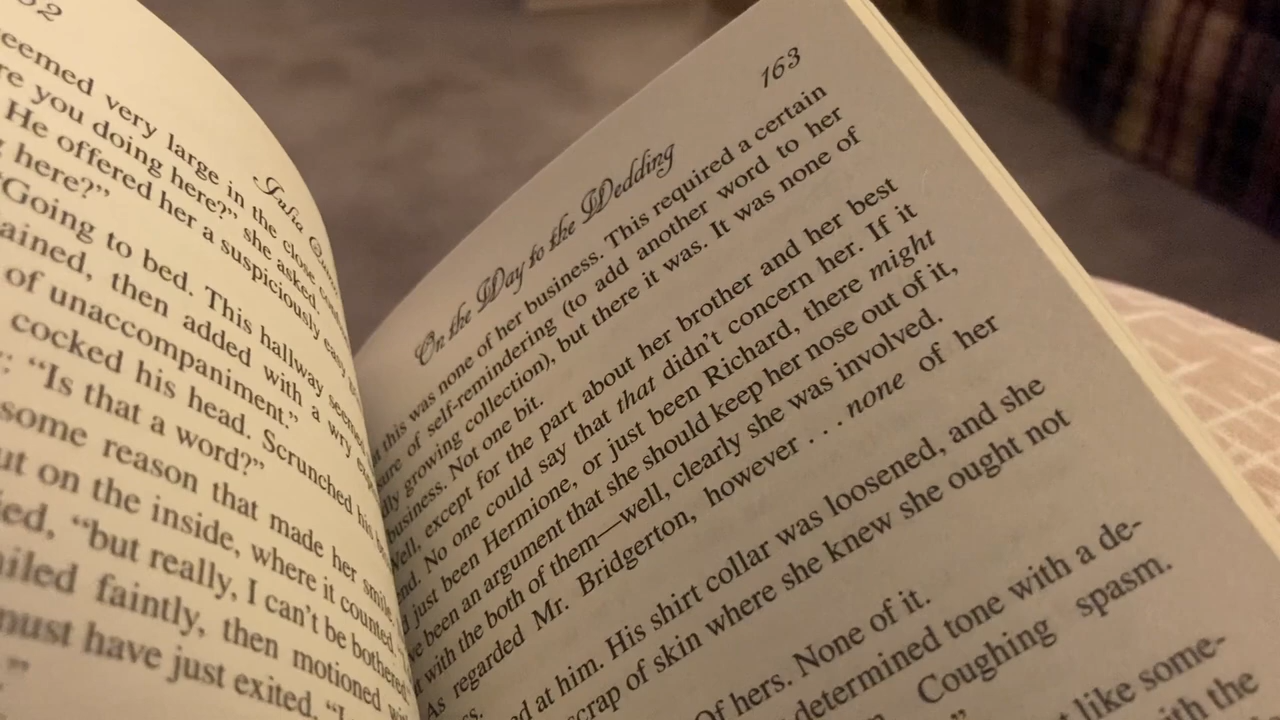 Julia
eemed very large in the close
re you doing here?" she asked
He offered her a suspiciously easy
here?"
"Going to bed. This hallway seemed
ained, then added with a wry
of unaccompaniment."
cocked his head. Scrunched his
"Is that a word?"
some reason that made her smile.
ut on the inside, where it counted.
ied, "but really, I can't be bothered
iled faintly, then motioned
must have just exited.
163
On the Way to the Wedding
this was none of her business. This required a certain
sure of self-remindering (to add another word to her
dly growing collection), but there it was. It was none of
business. Not one bit.
Well, except for the part about her brother and her best
nd. No one could say that that didn't concern her. If it
just been Hermione, or just been Richard, there might
ve been an argument that she should keep her nose out of it,
t with the both of them—well, clearly she was involved.
As regarded Mr. Bridgerton, however . . . none of her
ss.
ed at him. His shirt collar was loosened, and she
scrap of skin where she knew she ought not
Of hers. None of it.
determined tone with a de-
Coughing spasm.
like some-
with the